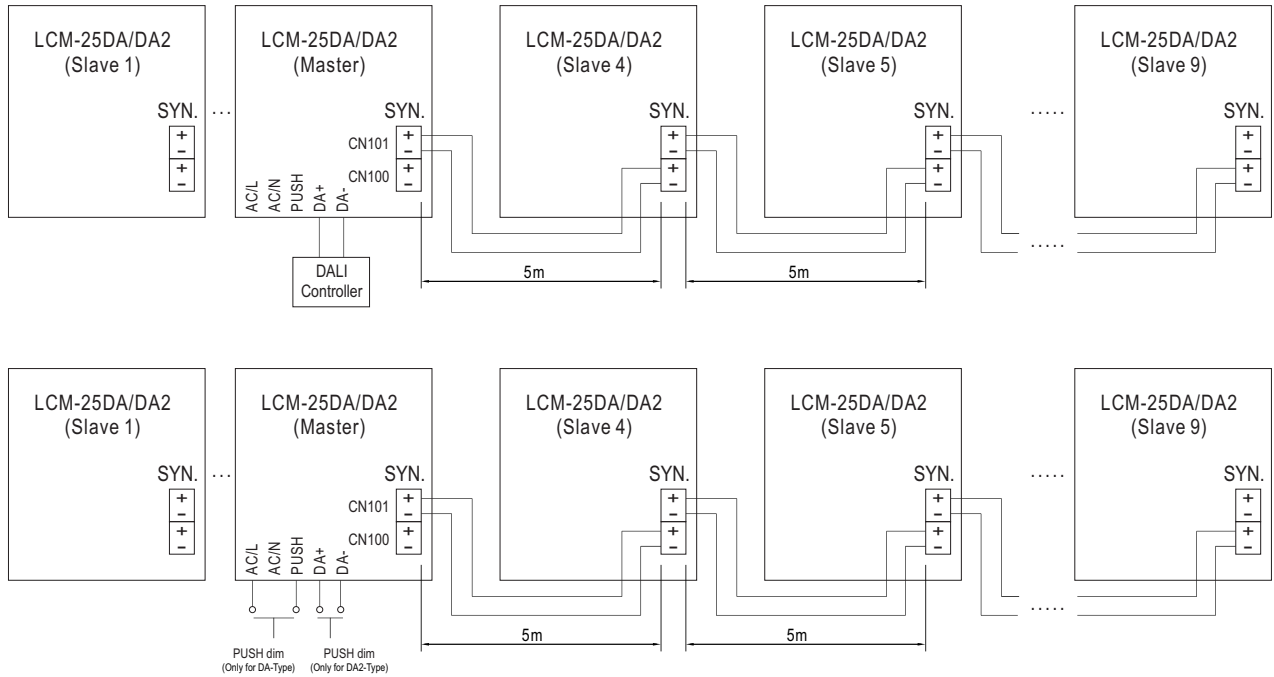 LCM-25DA/DA2
(Slave 1)
SYN.
+
−
+
−
...
LCM-25DA/DA2
(Master)
SYN.
CN101
+
−
CN100
+
−
AC/L
AC/N
PUSH
DA+
DA-
DALI
Controller
LCM-25DA/DA2
(Slave 4)
SYN.
+
−
+
−
5m
LCM-25DA/DA2
(Slave 5)
SYN.
+
−
+
−
5m
.....
.....
LCM-25DA/DA2
(Slave 9)
SYN.
+
−
+
−
LCM-25DA/DA2
(Slave 1)
SYN.
+
−
+
−
...
LCM-25DA/DA2
(Master)
SYN.
CN101
+
−
CN100
+
−
AC/L
AC/N
PUSH
DA+
DA-
PUSH dim
(Only for DA-Type)
PUSH dim
(Only for DA2-Type)
LCM-25DA/DA2
(Slave 4)
SYN.
+
−
+
−
5m
LCM-25DA/DA2
(Slave 5)
SYN.
+
−
+
−
5m
.....
.....
LCM-25DA/DA2
(Slave 9)
SYN.
+
−
+
−